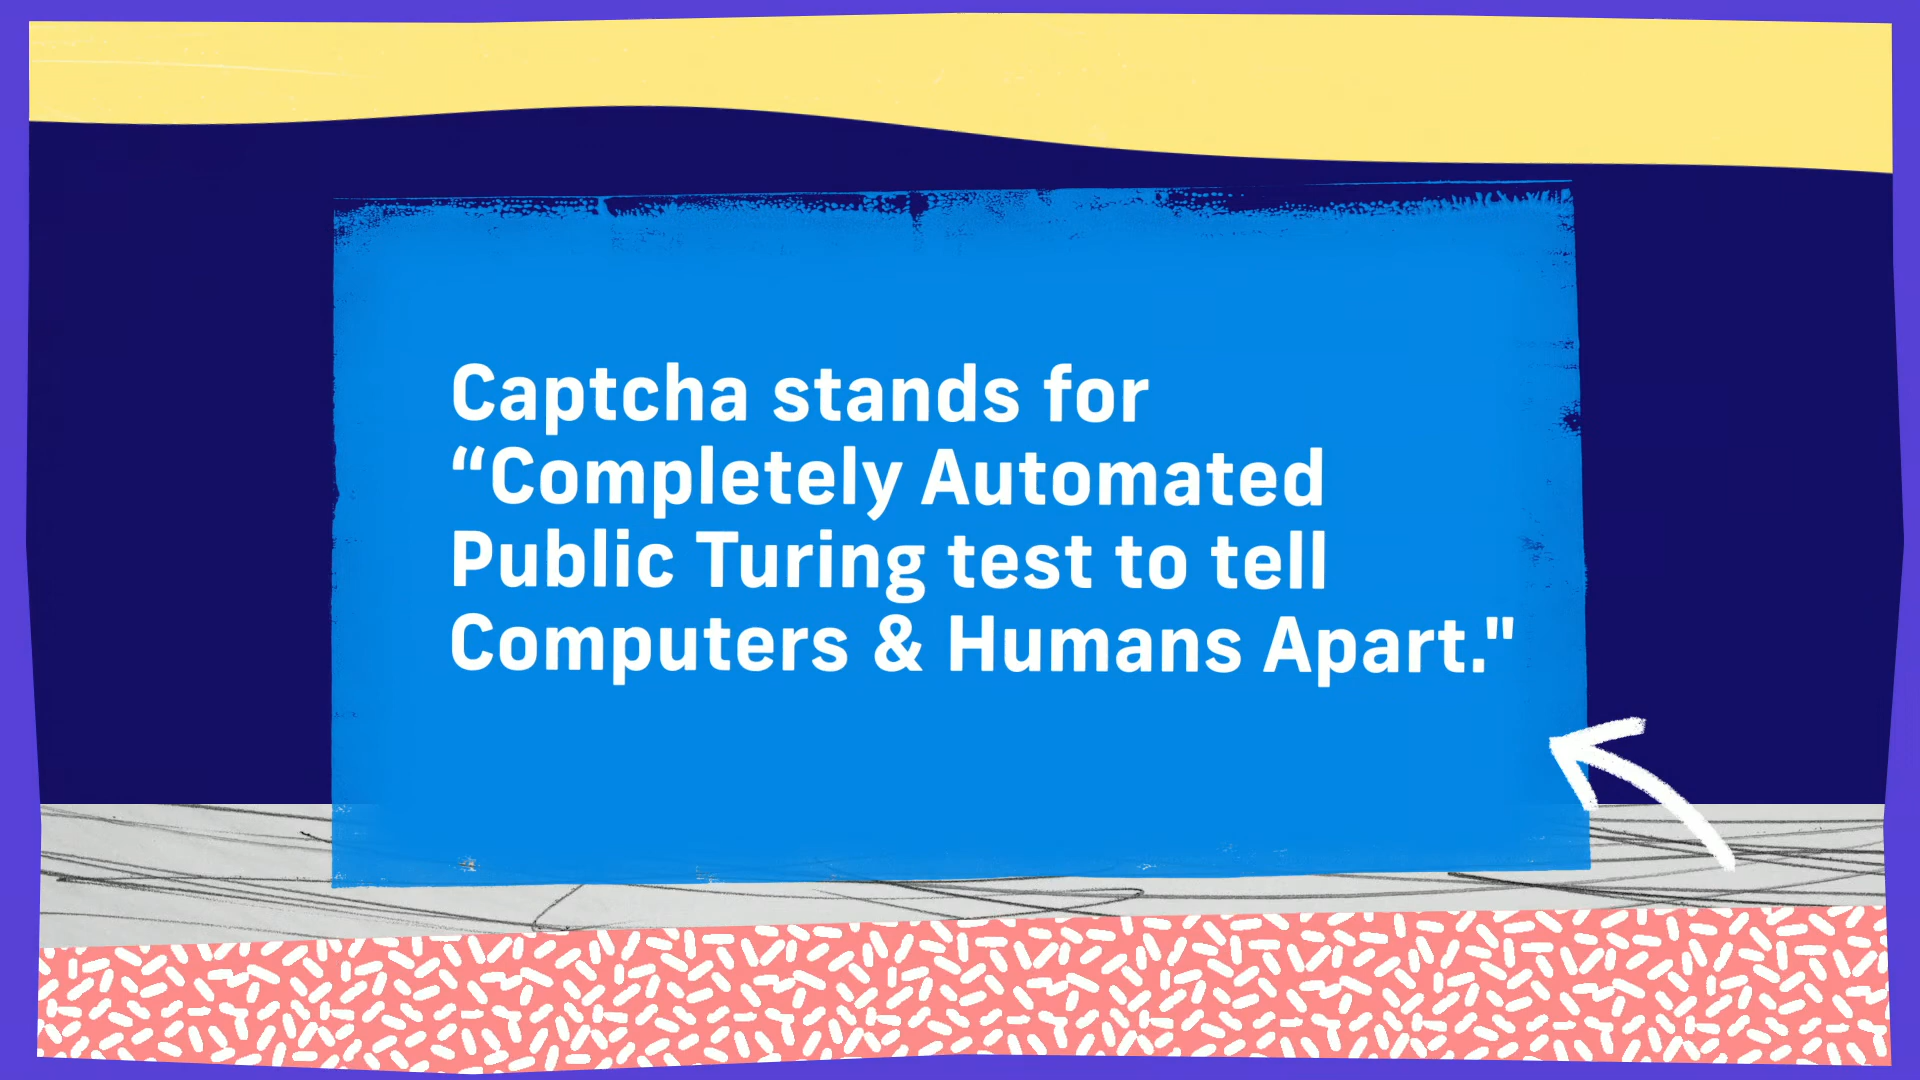 Captcha stands for
“Completely Automated
Public Turing test to tell
Computers & Humans Apart."